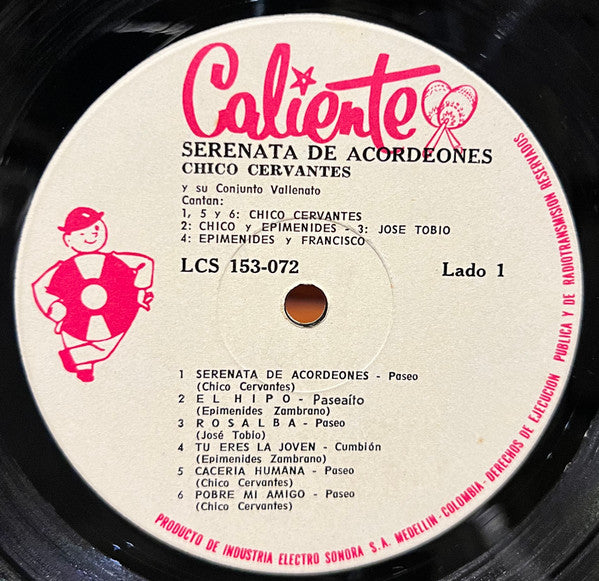 Caliente
SERENATA DE ACORDEONES
CHICO CERVANTES
y su Conjunto Vallenato
Cantan:
1, 5 y 6: CHICO CERVANTES
2: CHICO y EPIMENIDES - 3: JOSE TOBIO
4: EPIMENIDES y FRANCISCO
LCS 153-072 Lado 1
1 SERENATA DE ACORDEONES - Paseo
(Chico Cervantes)
2 EL HIPO - Paseaíto
(Epimenides Zambrano)
3 ROSALBA - Paseo
(José Tobio)
4 TU ERES LA JOVEN - Cumbión
(Epimenides Zambrano)
5 CACERIA HUMANA - Paseo
(Chico Cervantes)
6 POBRE MI AMIGO - Paseo
(Chico Cervantes)
PRODUCTO DE INDUSTRIA ELECTRO SONORA S.A. MEDELLIN - COLOMBIA - DERECHOS DE EJECUCION PUBLICA Y DE RADIOTRANSMISION RESERVADOS